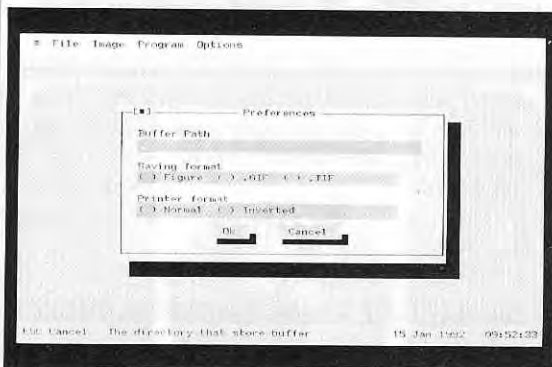 ≡ File Image Program Options
[■] Preferences
Buffer Path
Saving format
( ) Figure ( ) .GIF ( ) .TIF
Printer format
( ) Normal ( ) Inverted
Ok Cancel
ESC Cancel The directory that store buffer 15 Jan 1992 09:52:33